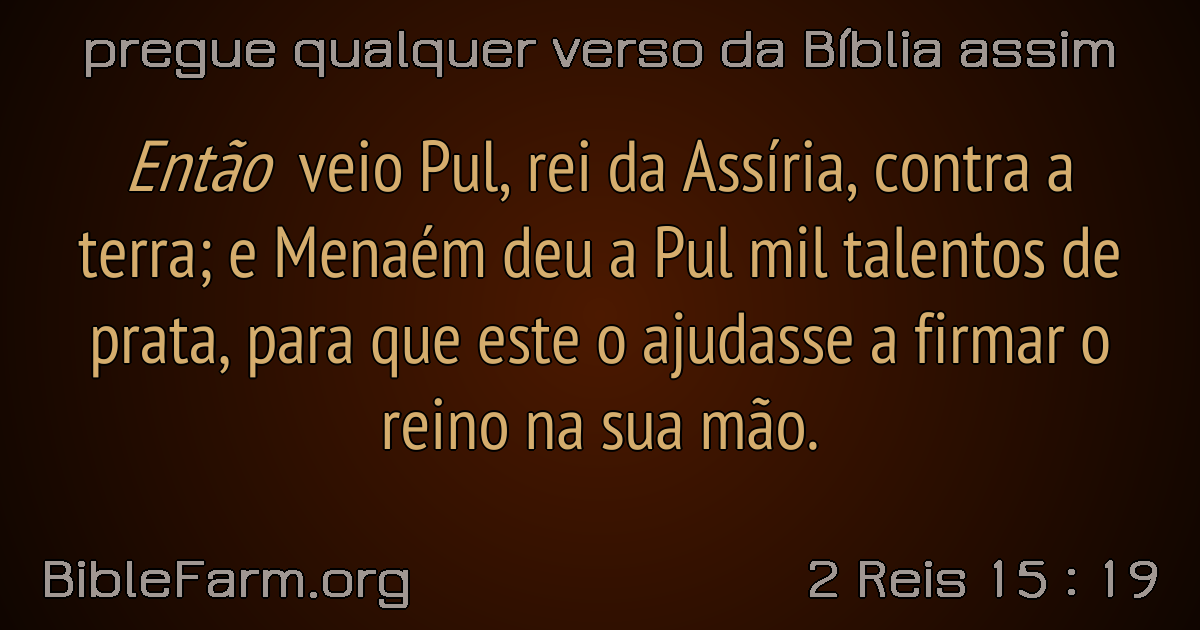 pregue qualquer verso da Bíblia assim
Então veio Pul, rei da Assíria, contra a
terra; e Menaém deu a Pul mil talentos de
prata, para que este o ajudasse a firmar o
reino na sua mão.
BibleFarm.org
2 Reis 15 : 19